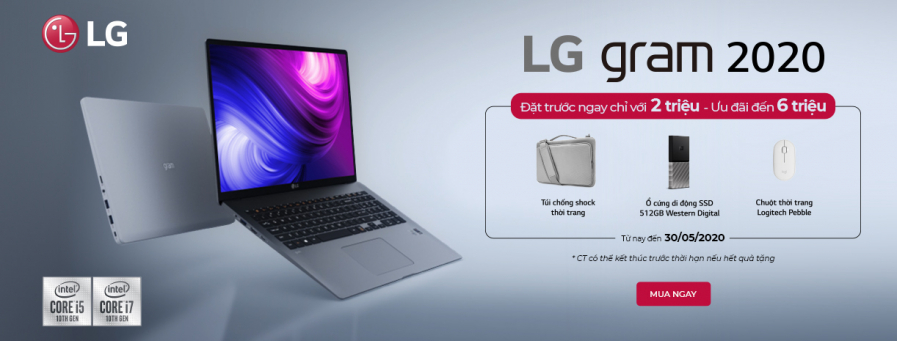 LG
LG gram 2020
Đặt trước ngay chỉ với 2 triệu - Ưu đãi đến 6 triệu
Túi chống shock
thời trang
Ổ cứng di động SSD
512GB Western Digital
Chuột thời trang
Logitech Pebble
Từ nay đến 30/05/2020
* CT có thể kết thúc trước thời hạn nếu hết quà tặng
MUA NGAY
gram
LG
intel
CORE i5
10TH GEN
intel
CORE i7
10TH GEN